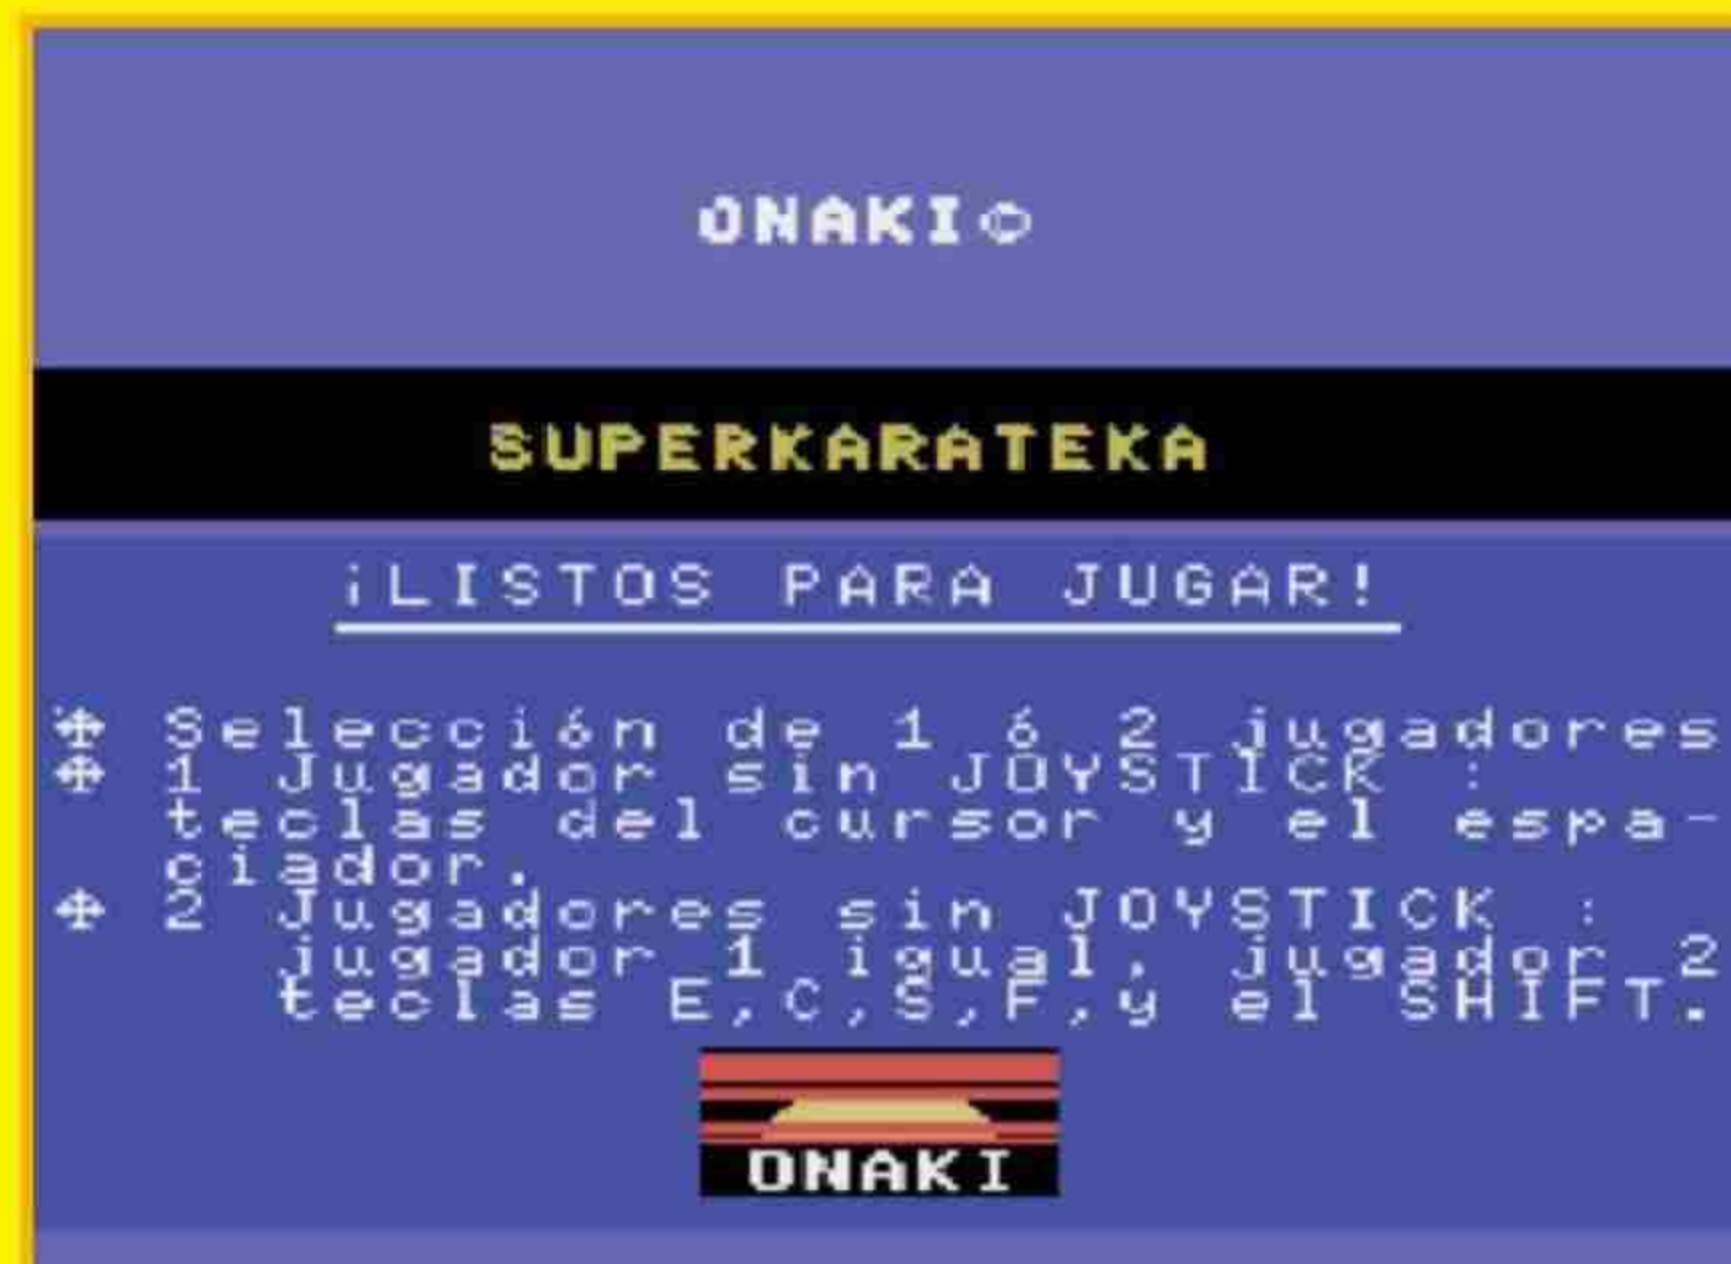 ONAKI©
SUPERKARATEKA
¡LISTOS PARA JUGAR!
Selección de 1 ó 2 jugadores
1 Jugador sin JOYSTICK :
teclas del cursor y el espa-
ciador.
2 Jugadores sin JOYSTICK :
jugador 1 igual, jugador 2
teclas E,C,S,F,y el SHIFT.
ONAKI